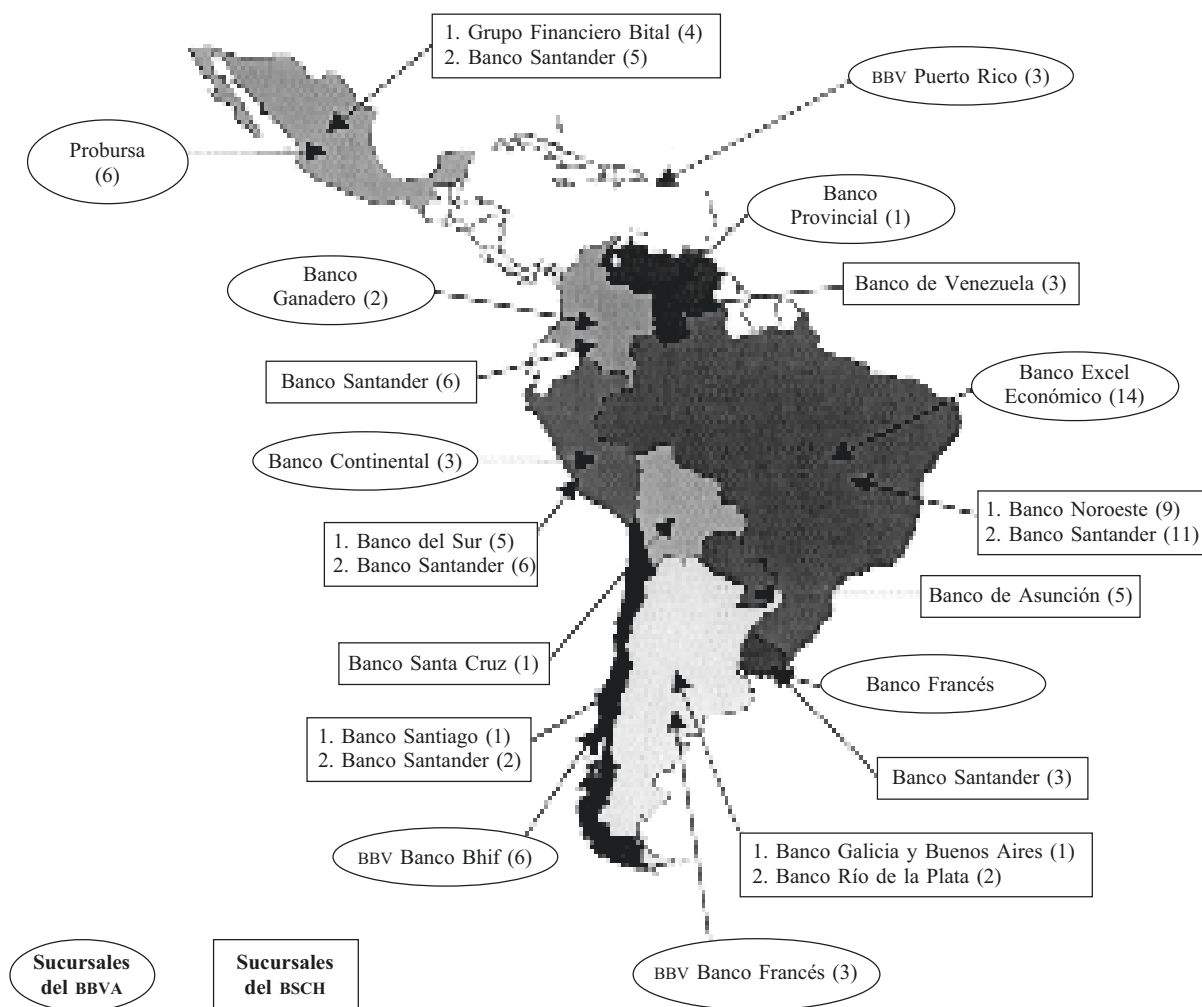 1. Grupo Financiero Bital (4)
2. Banco Santander (5)
BBV Puerto Rico (3)
Probursa
(6)
Banco
Provincial (1)
Banco
Ganadero (2)
Banco de Venezuela (3)
Banco Santander (6)
Banco Excel
Económico (14)
Banco Continental (3)
1. Banco Noroeste (9)
2. Banco Santander (11)
1. Banco del Sur (5)
2. Banco Santander (6)
Banco de Asunción (5)
Banco Santa Cruz (1)
Banco Francés
1. Banco Santiago (1)
2. Banco Santander (2)
Banco Santander (3)
BBV Banco Bhif (6)
1. Banco Galicia y Buenos Aires (1)
2. Banco Río de la Plata (2)
Sucursales
del BBVA
Sucursales
del BSCH
BBV Banco Francés (3)